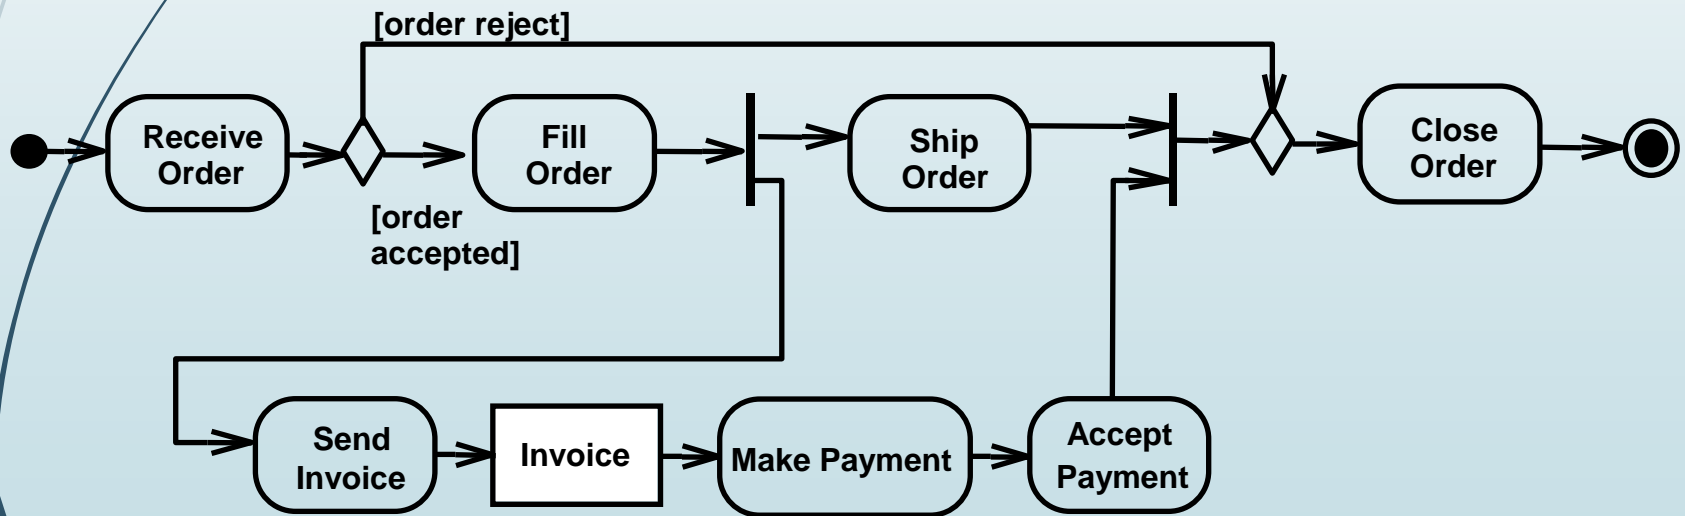 [order reject]
Receive
Order
Fill
Order
Ship
Order
Close
Order
[order
accepted]
Send
Invoice
Invoice
Make Payment
Accept
Payment